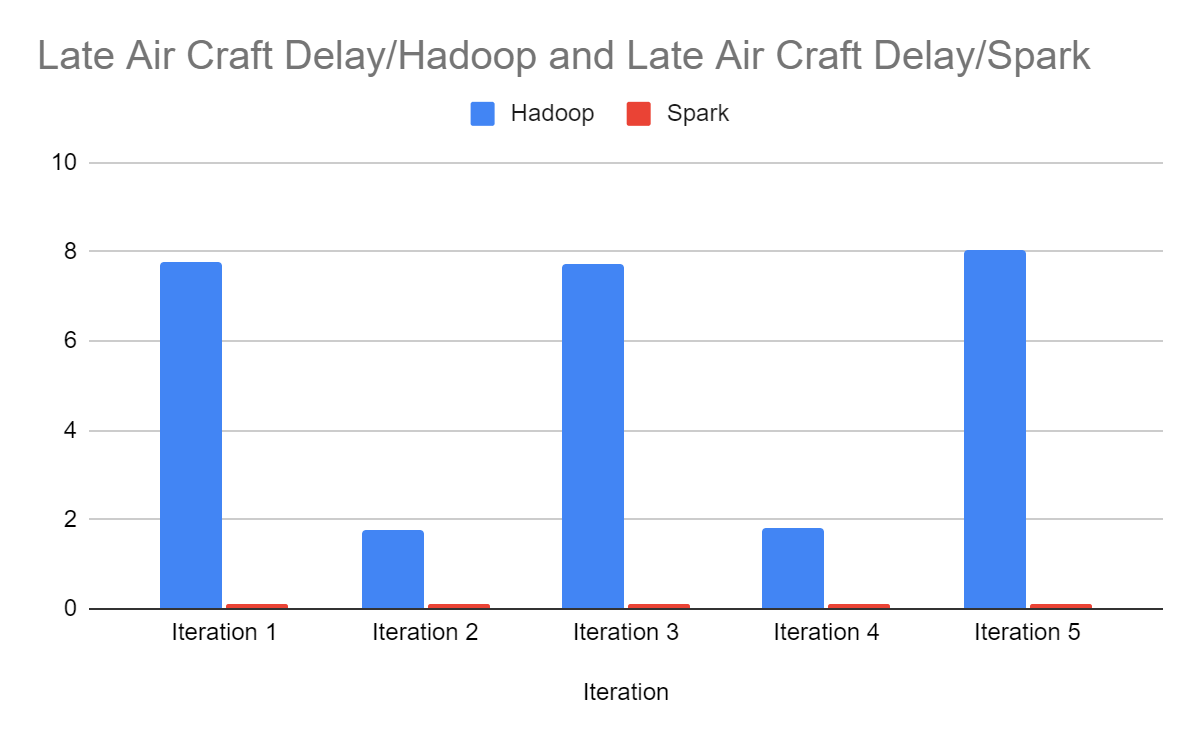 Late Air Craft Delay/Hadoop and Late Air Craft Delay/Spark
Hadoop Spark
10
8
6
4
2
0
Iteration 1 Iteration 2 Iteration 3 Iteration 4 Iteration 5
Iteration